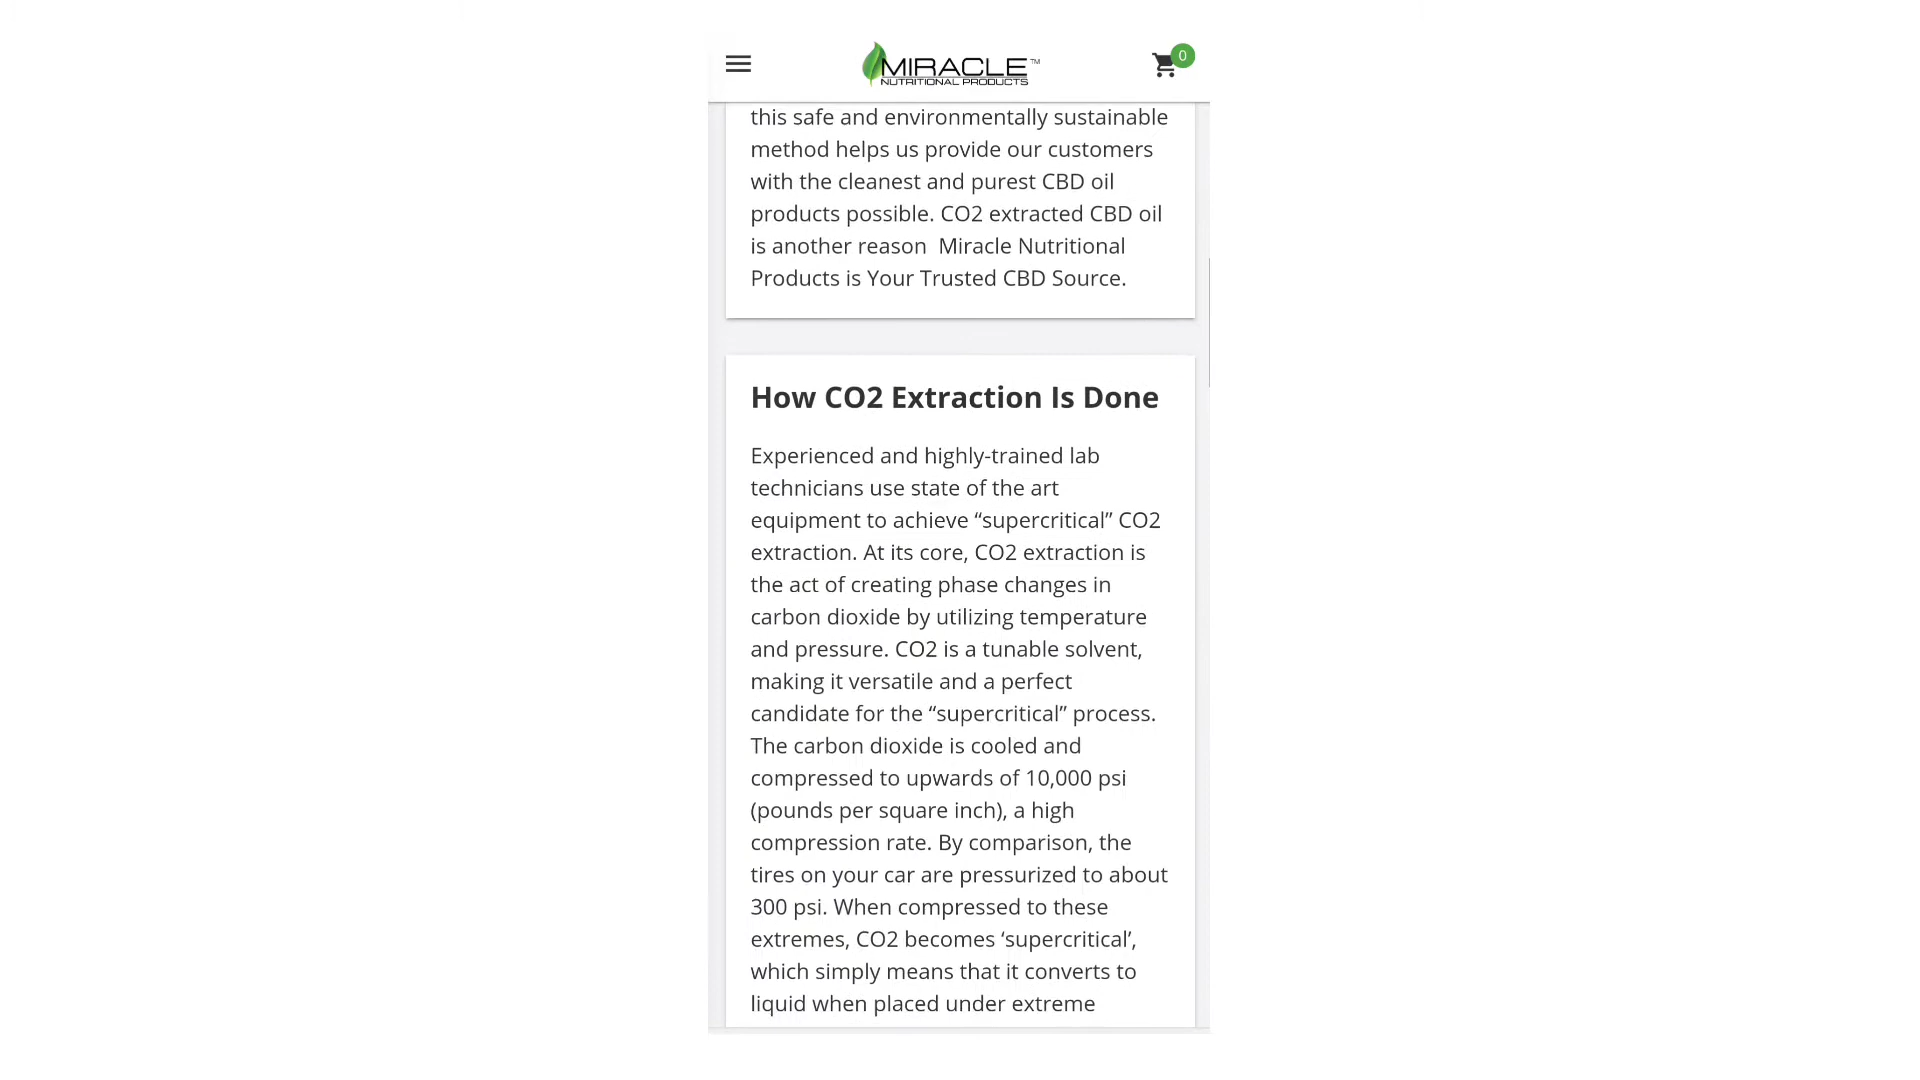 MIRACLE™
NUTRITIONAL PRODUCTS
0
this safe and environmentally sustainable
method helps us provide our customers
with the cleanest and purest CBD oil
products possible. CO2 extracted CBD oil
is another reason  Miracle Nutritional
Products is Your Trusted CBD Source.
How CO2 Extraction Is Done
Experienced and highly-trained lab
technicians use state of the art
equipment to achieve “supercritical” CO2
extraction. At its core, CO2 extraction is
the act of creating phase changes in
carbon dioxide by utilizing temperature
and pressure. CO2 is a tunable solvent,
making it versatile and a perfect
candidate for the “supercritical” process.
The carbon dioxide is cooled and
compressed to upwards of 10,000 psi
(pounds per square inch), a high
compression rate. By comparison, the
tires on your car are pressurized to about
300 psi. When compressed to these
extremes, CO2 becomes ‘supercritical’,
which simply means that it converts to
liquid when placed under extreme